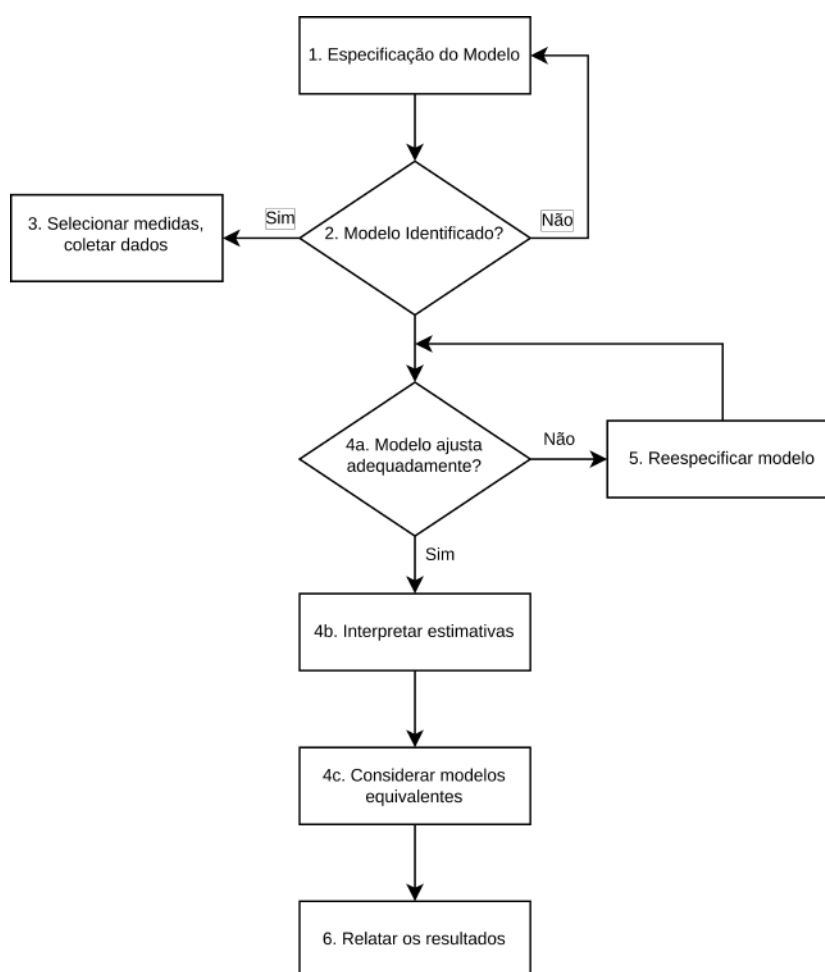 1. Especificação do Modelo
Sim
Não
3. Selecionar medidas,
coletar dados
2. Modelo Identificado?
4a. Modelo ajusta
adequadamente?
Não
5. Reespecificar modelo
Sim
4b. Interpretar estimativas
4c. Considerar modelos
equivalentes
6. Relatar os resultados